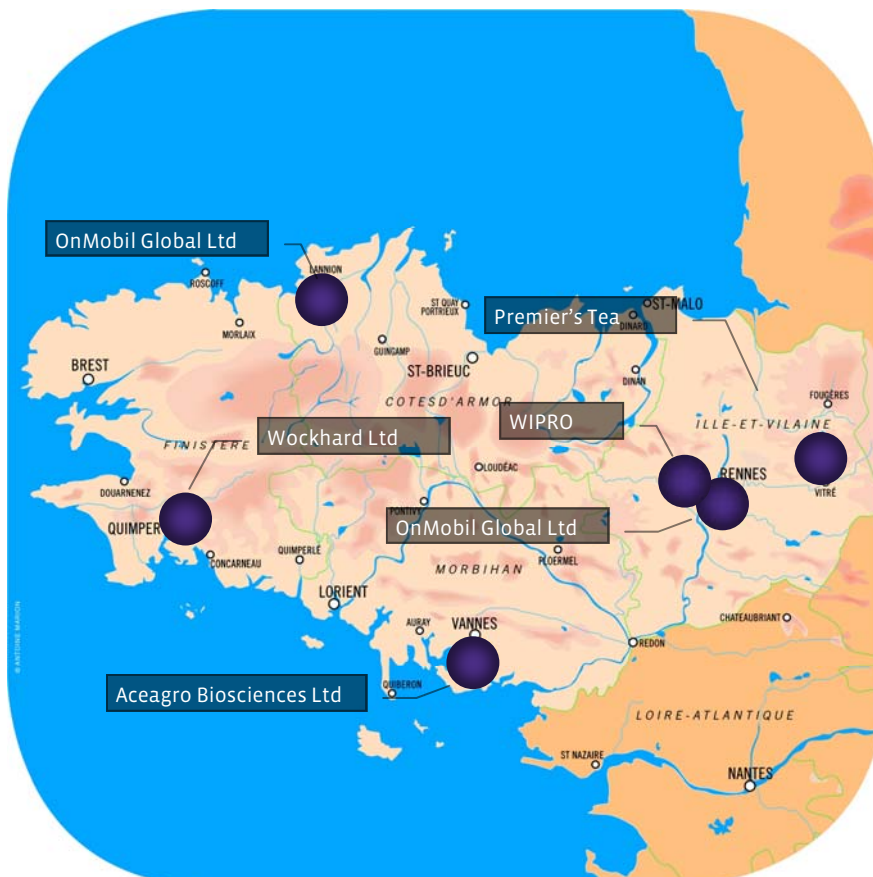 OnMobil Global Ltd
LANNION
ROSCOFF
ST QUAY
PORTRIEUX
ST-MALO
Premier's Tea
DINARD
MORLAIX
GUINGAMP
ST-BRIEUC
BREST
DINAN
FOUGÈRES
COTESD'ARMOR
WIPRO
ILLE-ET-VILAINE
Wockhard Ltd
FINISTERE
LOUDÉAC
RENNES
DOUARNENEZ
VITRÉ
PONTIVY
OnMobil Global Ltd
QUIMPER
PLOERMEL
QUIMPERLÉ
CONCARNEAU
MORBIHAN
LORIENT
CHATEAUBRIANT
AURAY
VANNES
REDON
© ANTOINE MARION
Aceagro Biosciences Ltd
QUIBERON
LOIRE-ATLANTIQUE
ST NAZAIRE
NANTES